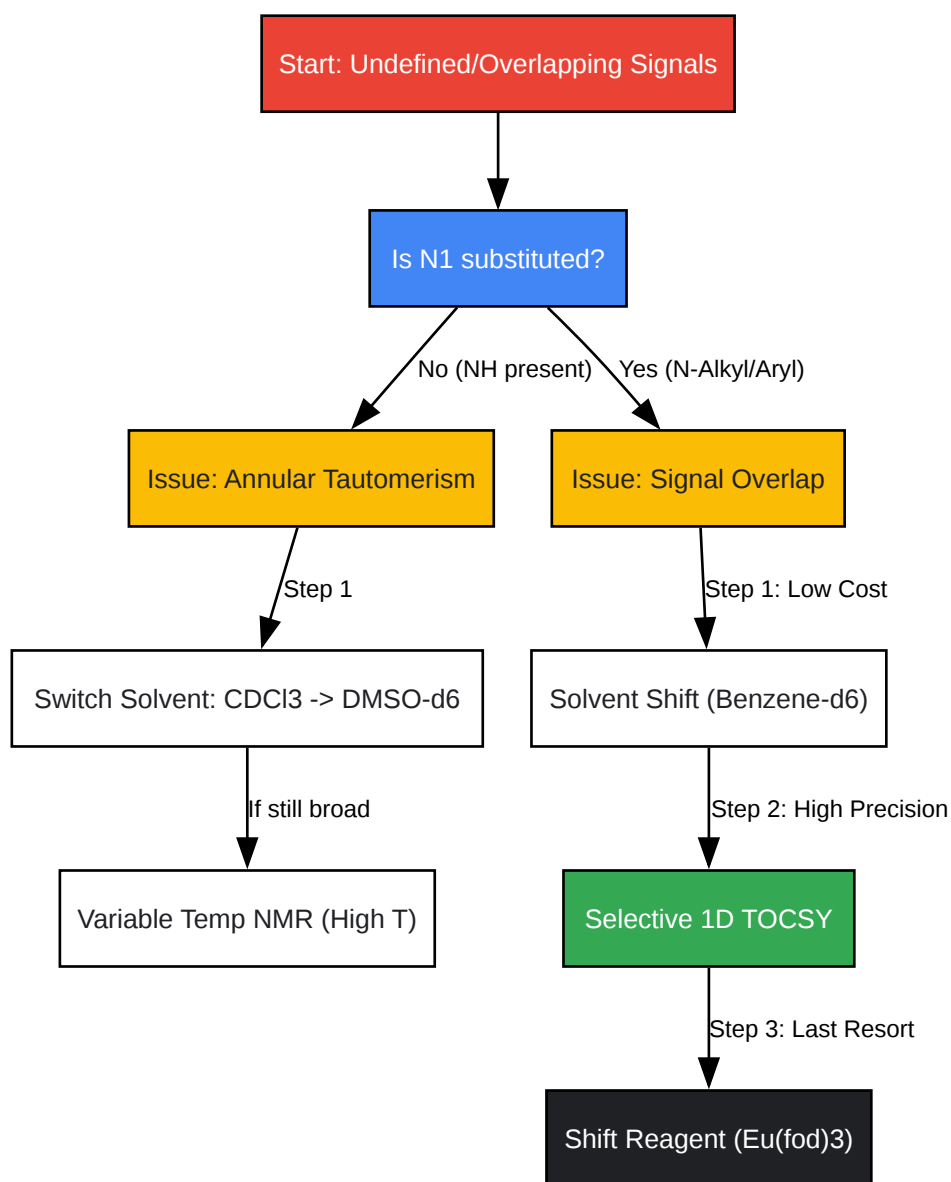 Start: Undefined/Overlapping Signals
Is N1 substituted?
No (NH present)
Yes (N-Alkyl/Aryl)
Issue: Annular Tautomerism
Issue: Signal Overlap
Step 1
Step 1: Low Cost
Switch Solvent: CDCl3 -> DMSO-d6
Solvent Shift (Benzene-d6)
If still broad
Step 2: High Precision
Variable Temp NMR (High T)
Selective 1D TOCSY
Step 3: Last Resort
Shift Reagent (Eu(fod)3)